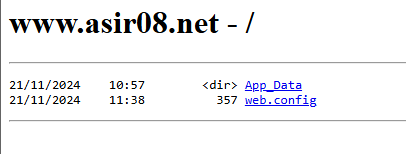 www.asir08.net - /
21/11/2024 10:57 <dir> App_Data
21/11/2024 11:38 357 web.config